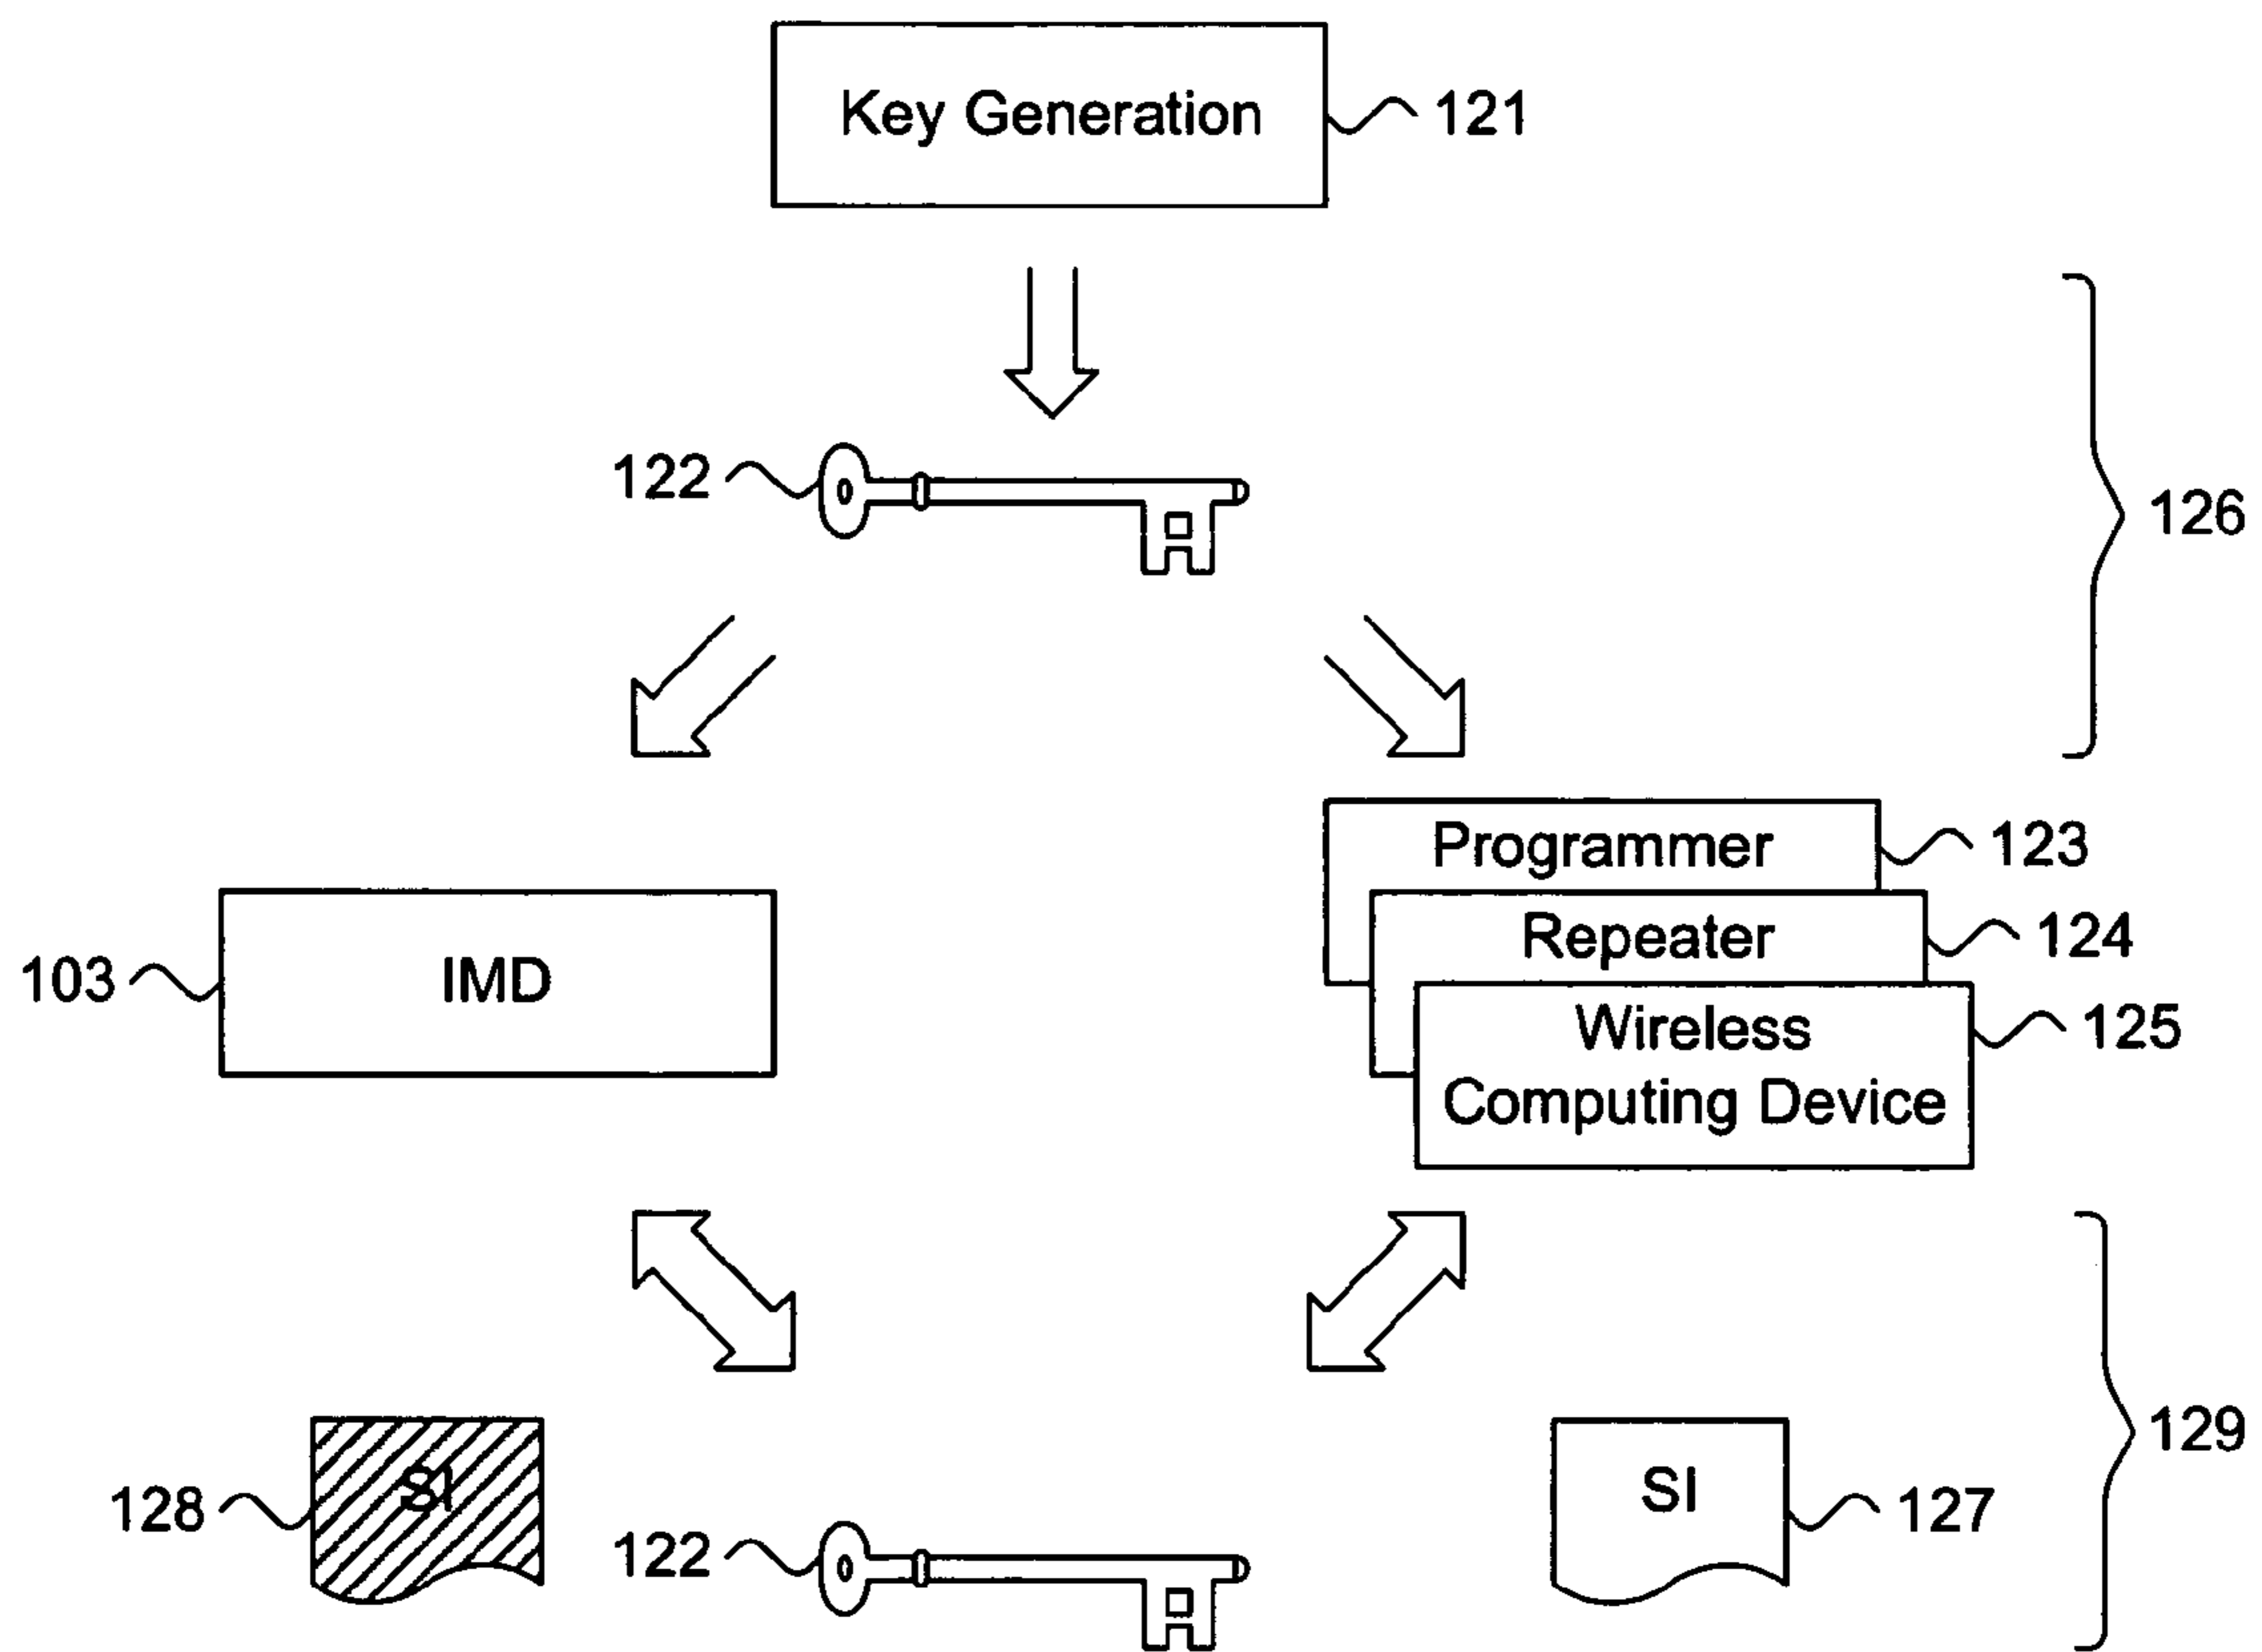 Key Generation
121
122
126
Programmer
123
Repeater
124
103
IMD
Wireless
125
Computing Device
129
128
SI
122
SI
127